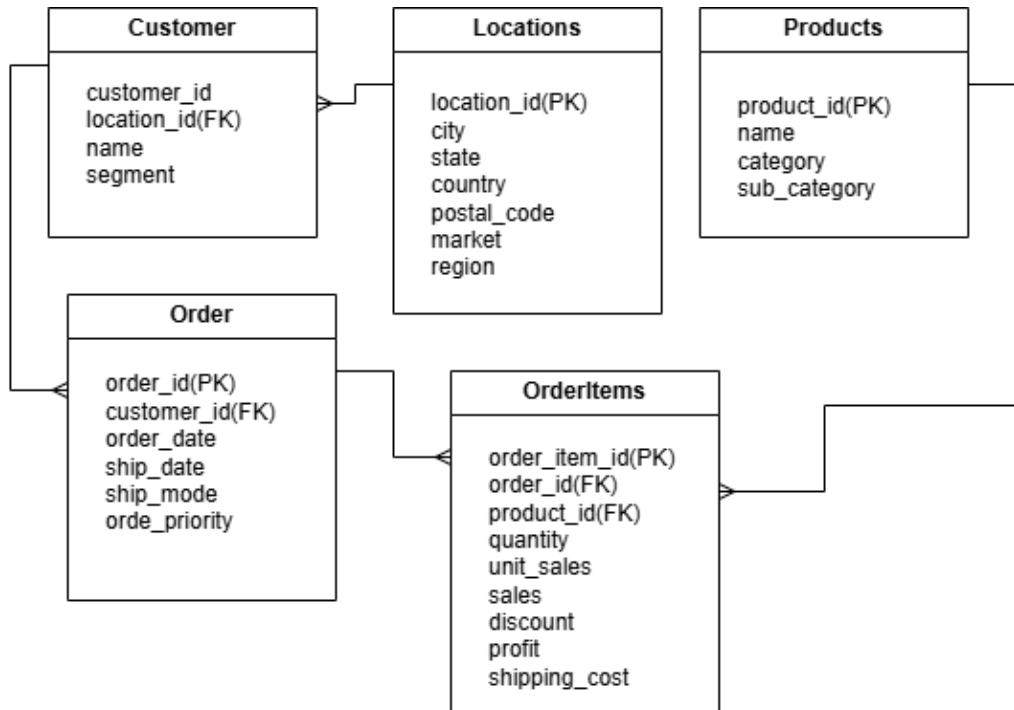 Customer
customer_id
location_id(FK)
name
segment
Locations
location_id(PK)
city
state
country
postal_code
market
region
Products
product_id(PK)
name
category
sub_category
Order
order_id(PK)
customer_id(FK)
order_date
ship_date
ship_mode
orde_priority
OrderItems
order_item_id(PK)
order_id(FK)
product_id(FK)
quantity
unit_sales
sales
discount
profit
shipping_cost